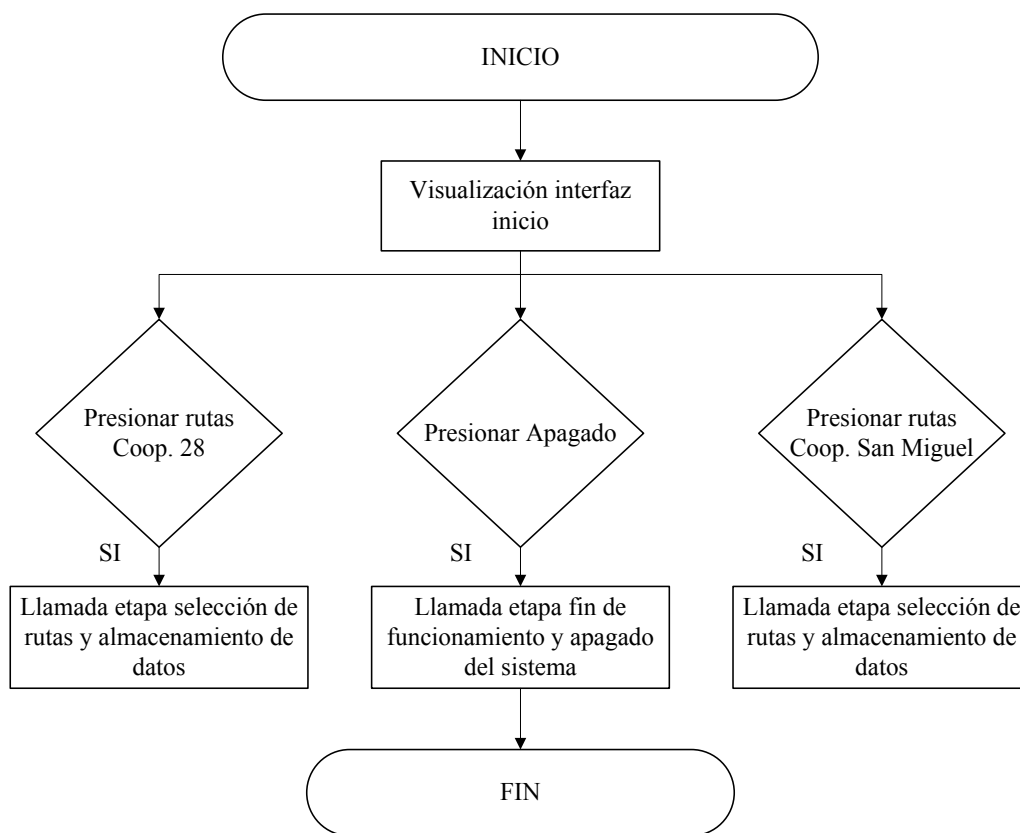 INICIO
Visualización interfaz
inicio
Presionar rutas
Coop. 28
Presionar Apagado
Presionar rutas
Coop. San Miguel
SI
SI
SI
Llamada etapa selección de
rutas y almacenamiento de
datos
Llamada etapa fin de
funcionamiento y apagado
del sistema
Llamada etapa selección de
rutas y almacenamiento de
datos
FIN